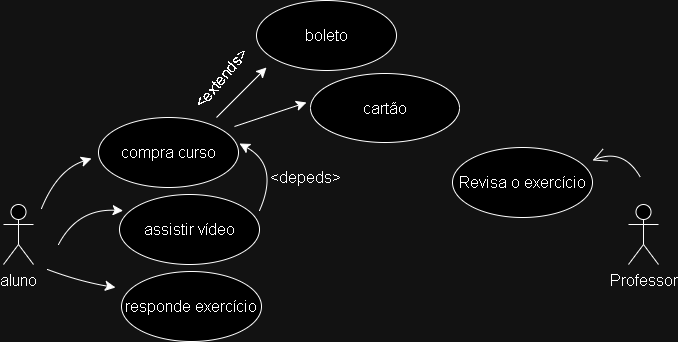 boleto
<extends>
cartão
compra curso
<depeds>
Revisa o exercício
assistir vídeo
aluno
Professor
responde exercício